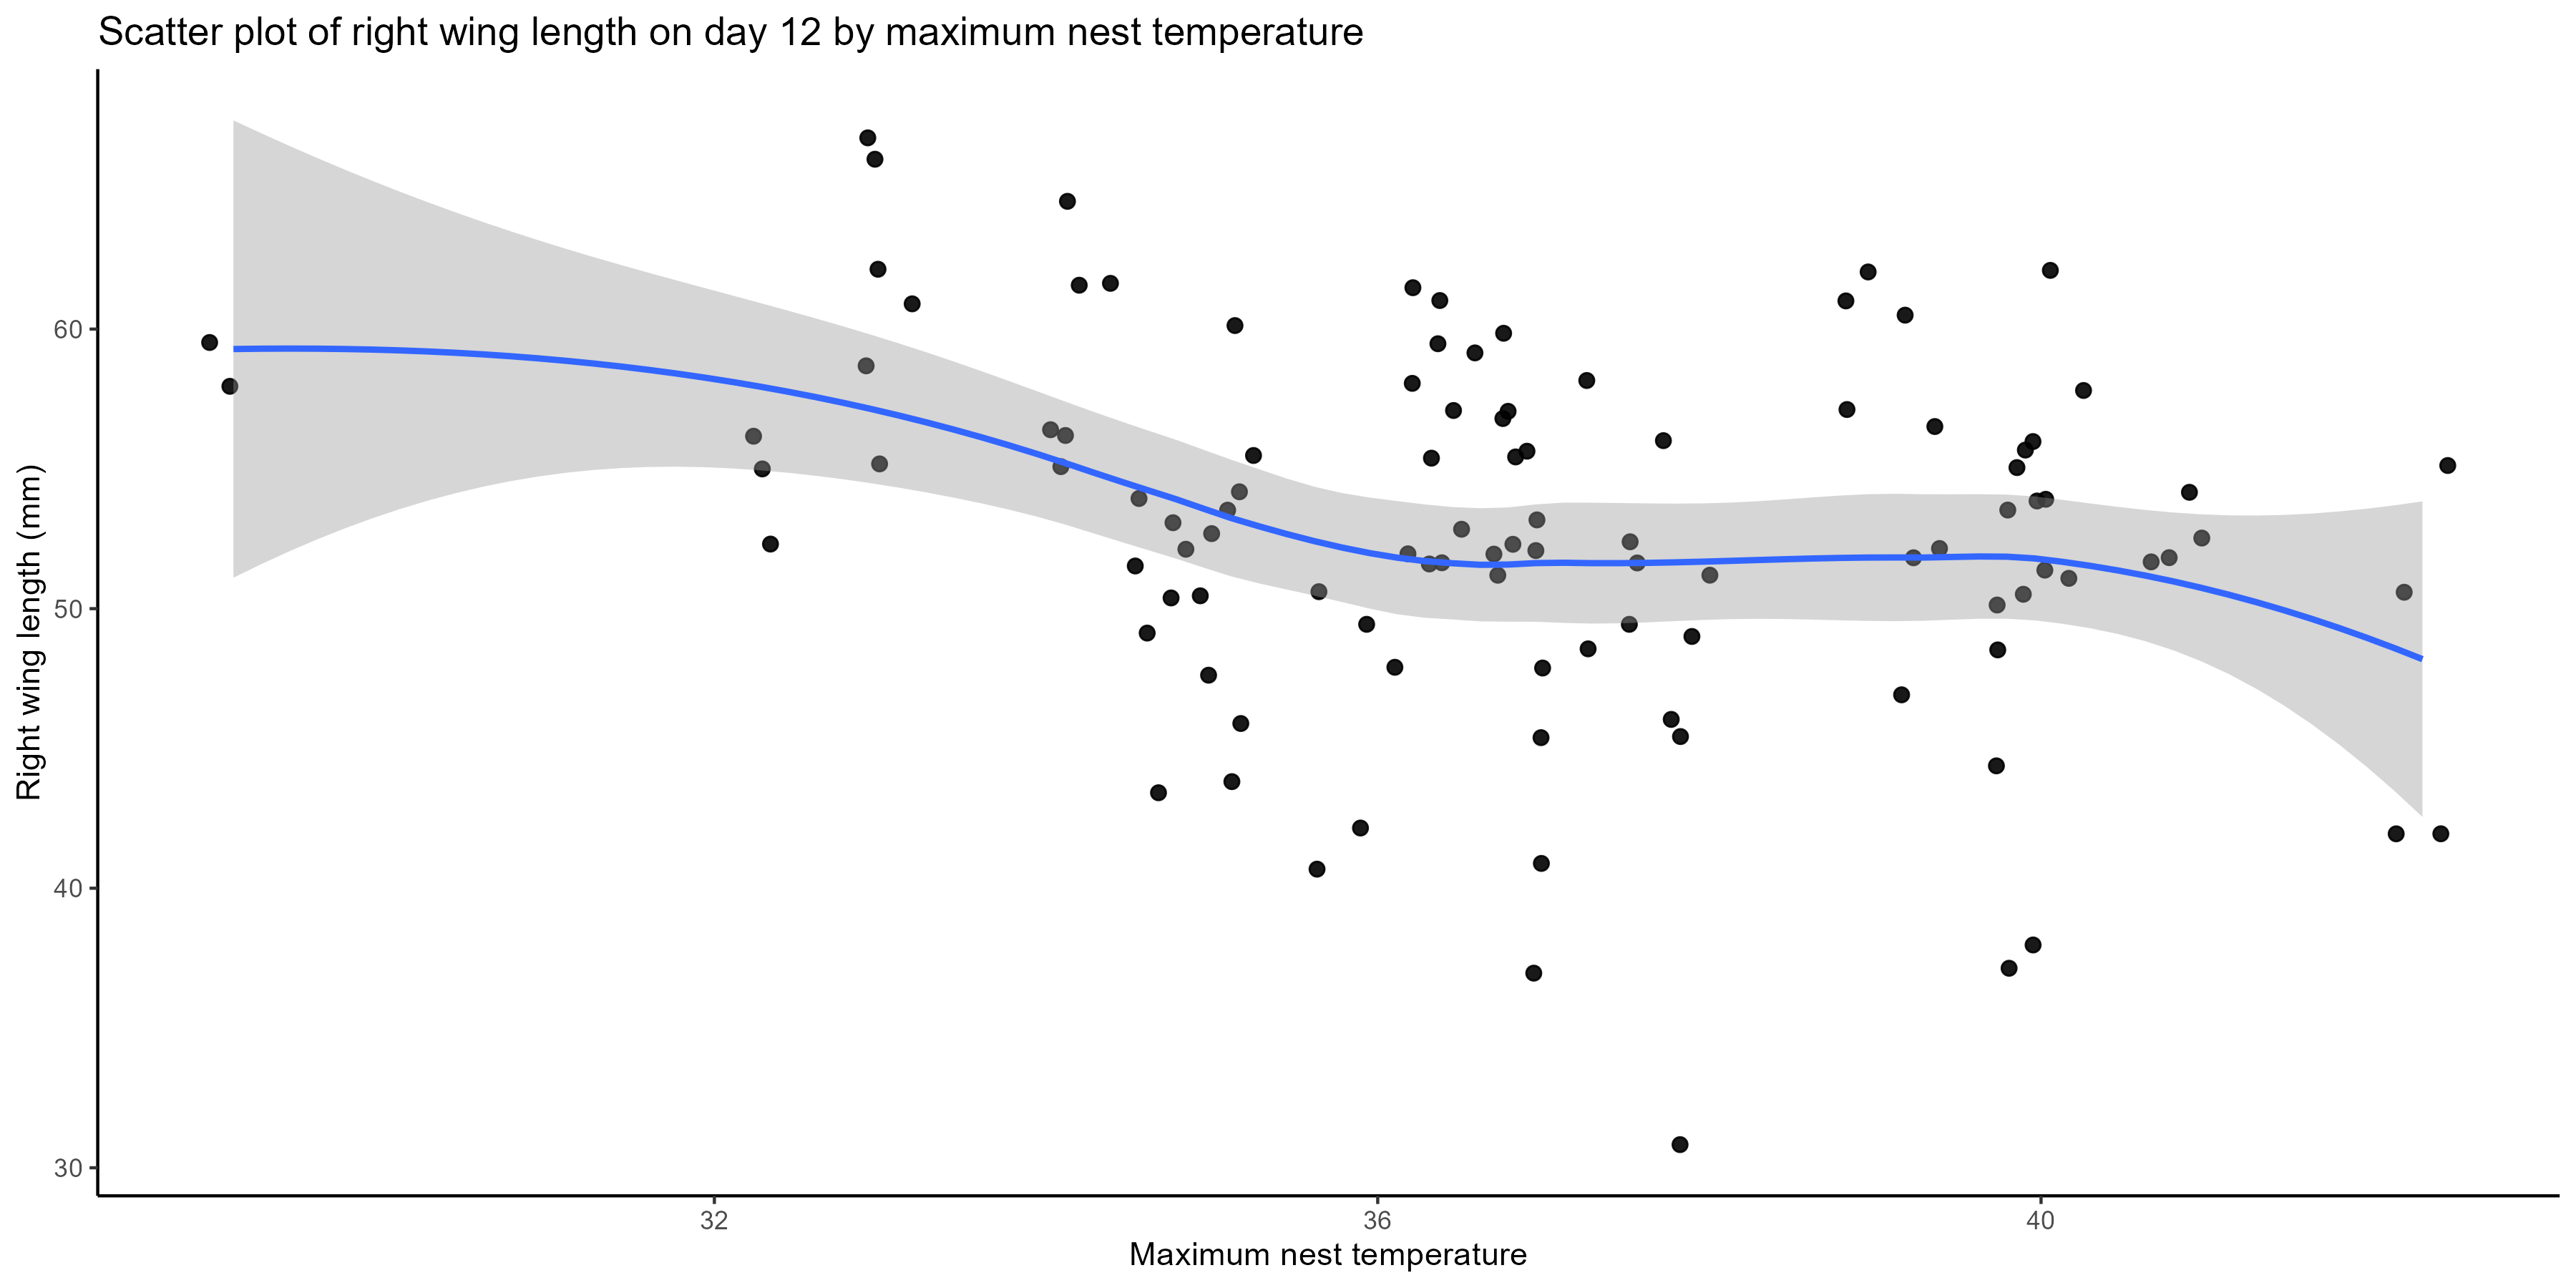 Scatter plot of right wing length on day 12 by maximum nest temperature
Right wing length (mm)
60
50
40
30
32
36
40
Maximum nest temperature